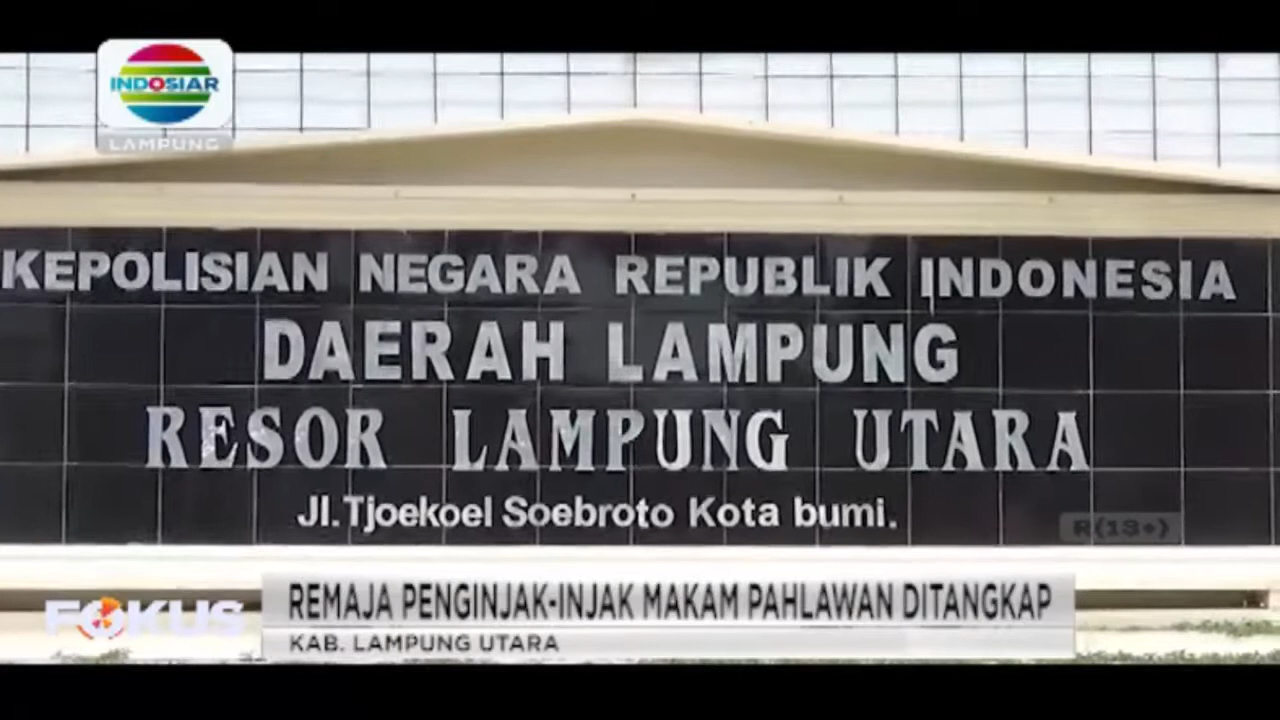 INDOSIAR
LAMPUNG
KEPOLISIAN NEGARA REPUBLIK INDONESIA
DAERAH LAMPUNG
RESOR LAMPUNG UTARA
Jl.Tjoekoel Soebroto Kota bumi.
R(13+)
FOKUS
REMAJA PENGINJAK-INJAK MAKAM PAHLAWAN DITANGKAP
KAB. LAMPUNG UTARA